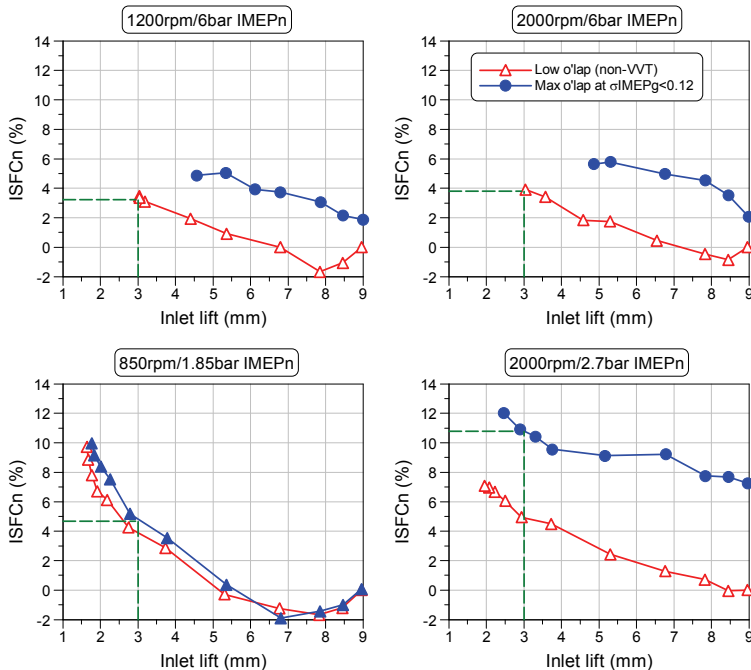 1200rpm/6bar IMEPn
14
12
10
8
6
4
2
0
-2
ISFCn (%)
1 2 3 4 5 6 7 8 9
Inlet lift (mm)
2000rpm/6bar IMEPn
Low o'lap (non-VVT)
Max o'lap at σIMEPg<0.12
14
12
10
8
6
4
2
0
-2
ISFCn (%)
1 2 3 4 5 6 7 8 9
Inlet lift (mm)
850rpm/1.85bar IMEPn
14
12
10
8
6
4
2
0
-2
ISFCn (%)
1 2 3 4 5 6 7 8 9
Inlet lift (mm)
2000rpm/2.7bar IMEPn
14
12
10
8
6
4
2
0
-2
ISFCn (%)
1 2 3 4 5 6 7 8 9
Inlet lift (mm)